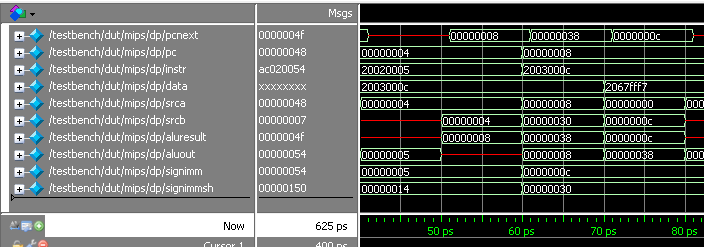 Msgs
/testbench/dut/mips/dp/pcnext 0000004f 00000008 00000038 0000000c
/testbench/dut/mips/dp/pc 00000048 00000004 00000008
/testbench/dut/mips/dp/instr ac020054 20020005 2003000c
/testbench/dut/mips/dp/data xxxxxxxx 2003000c 2067fff7
/testbench/dut/mips/dp/srca 00000048 00000004 00000008 00000000 000
/testbench/dut/mips/dp/srcb 00000007 00000004 00000030 0000000c
/testbench/dut/mips/dp/aluresult 0000004f 00000008 00000038 0000000c
/testbench/dut/mips/dp/aluout 00000054 00000005 00000008 00000038 000
/testbench/dut/mips/dp/signimm 00000054 00000005 0000000c
/testbench/dut/mips/dp/signimmsh 00000150 00000014 00000030
Now 625 ps 50 ps 60 ps 70 ps 80 ps
Cursor 1 400 ps